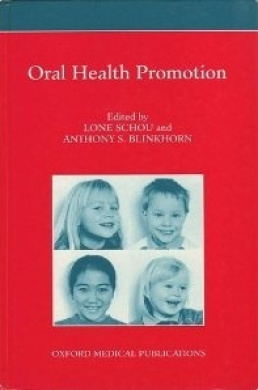 Oral Health Promotion
Edited by
LONE SCHOU and
ANTHONY S. BLINKHORN
OXFORD MEDICAL PUBLICATIONS